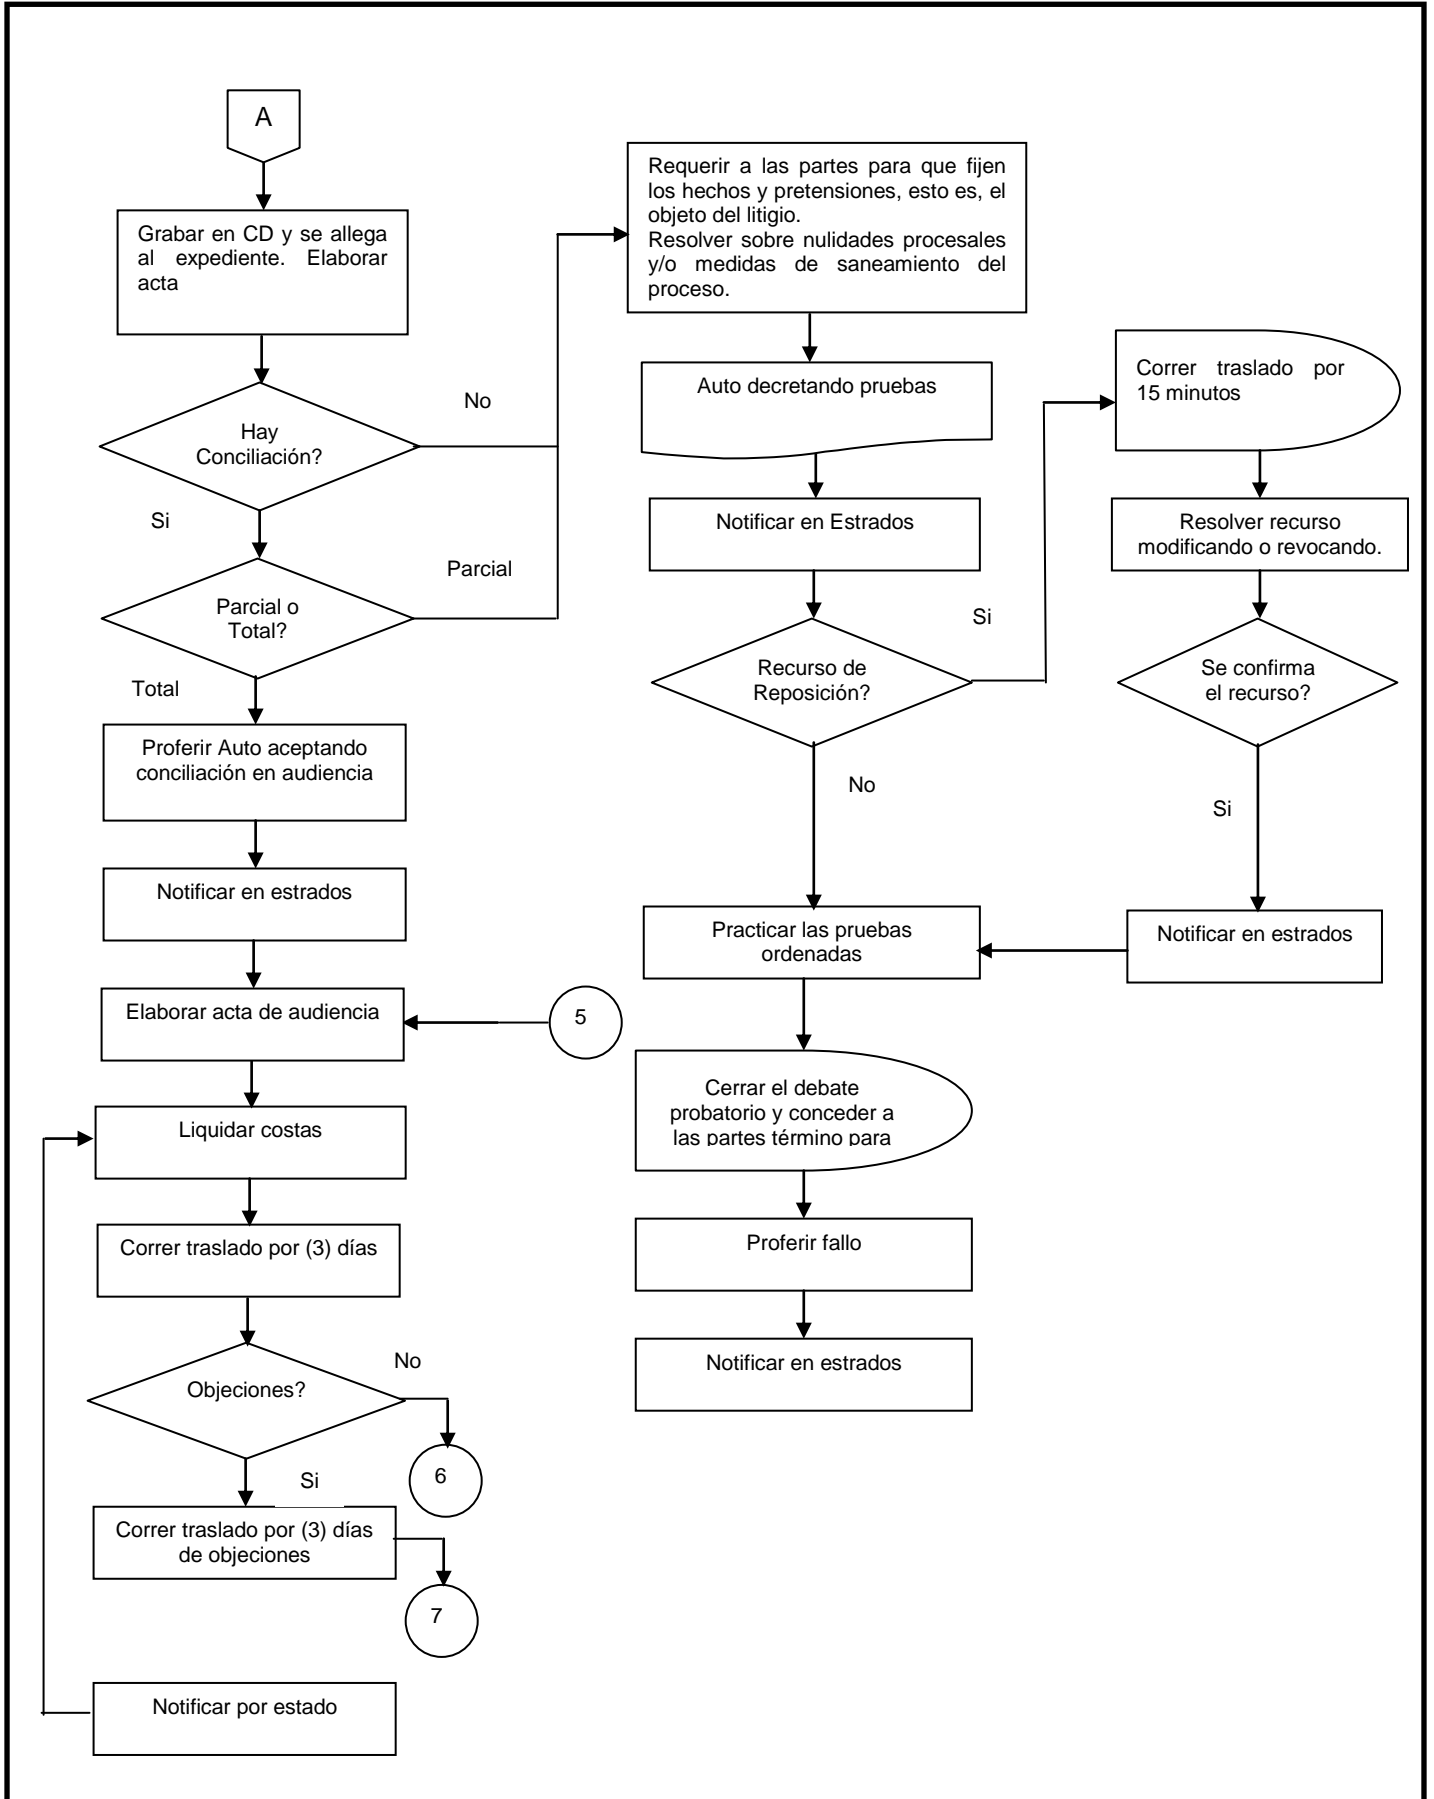 A
Grabar en CD y se allega
al expediente. Elaborar
acta
Hay
Conciliación?
No
Si
Parcial o
Total?
Parcial
Total
Proferir Auto aceptando
conciliación en audiencia
Notificar en estrados
Elaborar acta de audiencia
5
Liquidar costas
Correr traslado por (3) días
Objeciones?
No
6
Si
Correr traslado por (3) días
de objeciones
7
Notificar por estado
Requerir a las partes para que fijen
los hechos y pretensiones, esto es, el
objeto del litigio.
Resolver sobre nulidades procesales
y/o medidas de saneamiento del
proceso.
Auto decretando pruebas
Notificar en Estrados
Recurso de
Reposición?
Si
No
Correr traslado por
15 minutos
Resolver recurso
modificando o revocando.
Se confirma
el recurso?
Si
Notificar en estrados
Practicar las pruebas
ordenadas
Cerrar el debate
probatorio y conceder a
las partes término para
Proferir fallo
Notificar en estrados